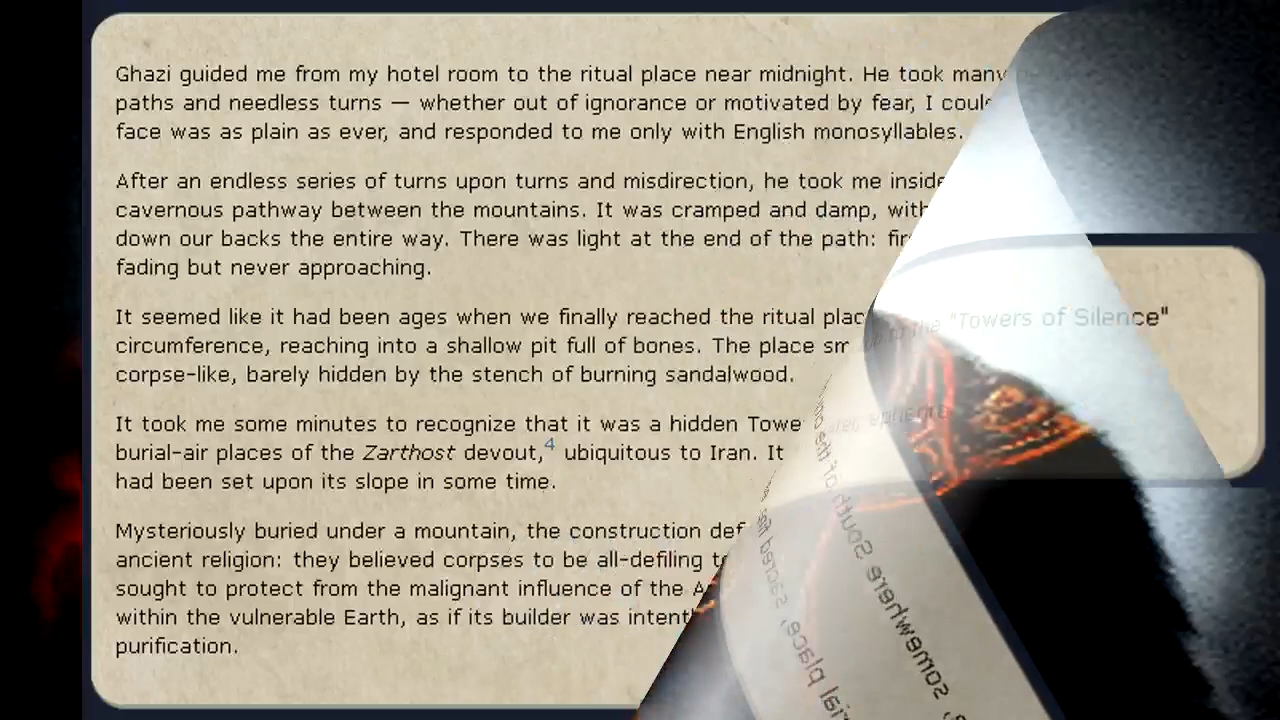 Ghazi guided me from my hotel room to the ritual place near midnight. He took many
paths and needless turns — whether out of ignorance or motivated by fear, I
face was as plain as ever, and responded to me only with English monosyllables.
After an endless series of turns upon turns and misdirection, he took me inside
cavernous pathway between the mountains. It was cramped and damp, with
down our backs the entire way. There was light at the end of the path:
fading but never approaching.
It seemed like it had been ages when we finally reached the ritual
circumference, reaching into a shallow pit full of bones. The place
corpse-like, barely hidden by the stench of burning sandalwood.
It took me some minutes to recognize that it was a hidden
burial-air places of the Zarthost devout,4 ubiquitous to Iran. It
had been set upon its slope in some time.
Mysteriously buried under a mountain, the construction
ancient religion: they believed corpses to be all-defiling
sought to protect from the malignant influence of the
within the vulnerable Earth, as if its builder was
purification.
the "Towers of Silence"
somewhere South of the
place, sacred